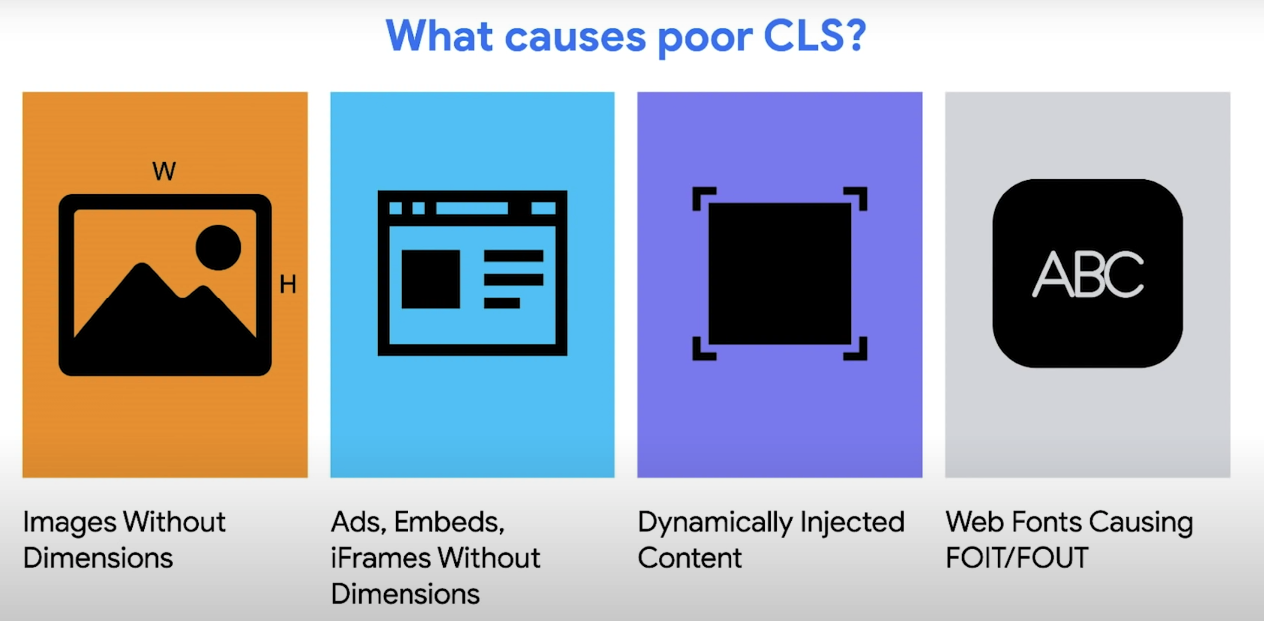 What causes poor CLS?
W
H
ABC
Images Without
Dimensions
Ads, Embeds,
iFrames Without
Dimensions
Dynamically Injected
Content
Web Fonts Causing
FOIT/FOUT